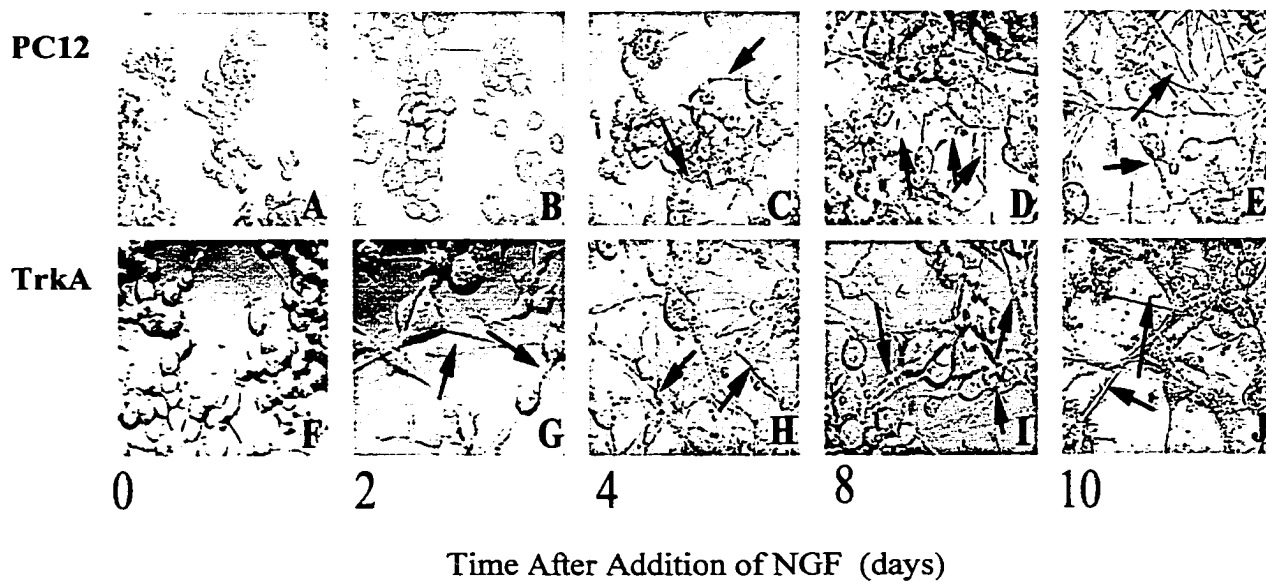 PC12
A B C D E
TrkA
F G H I J
0 2 4 8 10
Time After Addition of NGF (days)